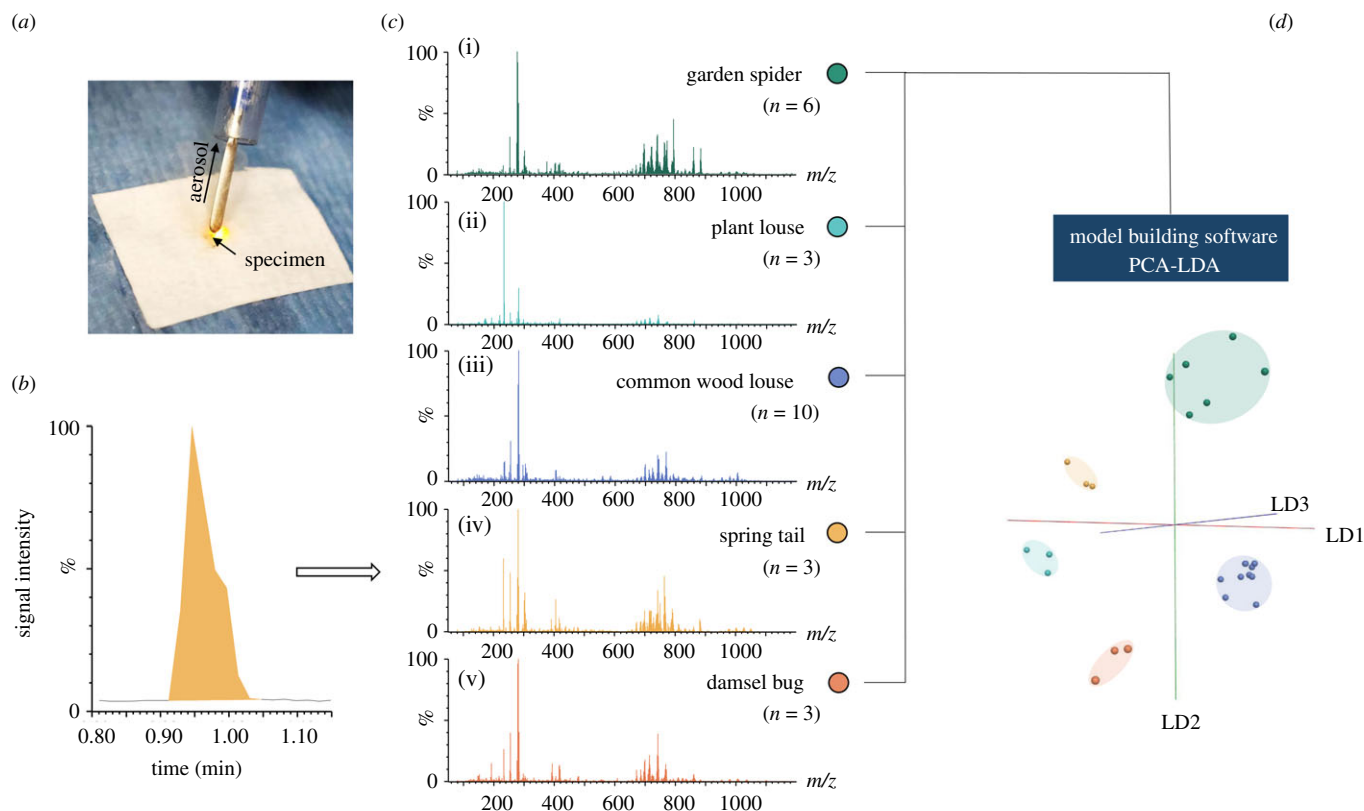 (a)
aerosol
specimen
(b)
100
signal intensity
%
0
0.80 0.90 1.00 1.10
time (min)
(c)
(i)
100
%
0
garden spider
(n = 6)
200 400 600 800 1000
m/z
(ii)
100
%
0
plant louse
(n = 3)
200 400 600 800 1000
m/z
(iii)
100
%
0
common wood louse
(n = 10)
200 400 600 800 1000
m/z
(iv)
100
%
0
spring tail
(n = 3)
200 400 600 800 1000
m/z
(v)
100
%
0
damsel bug
(n = 3)
200 400 600 800 1000
m/z
(d)
model building software
PCA-LDA
LD3
LD1
LD2